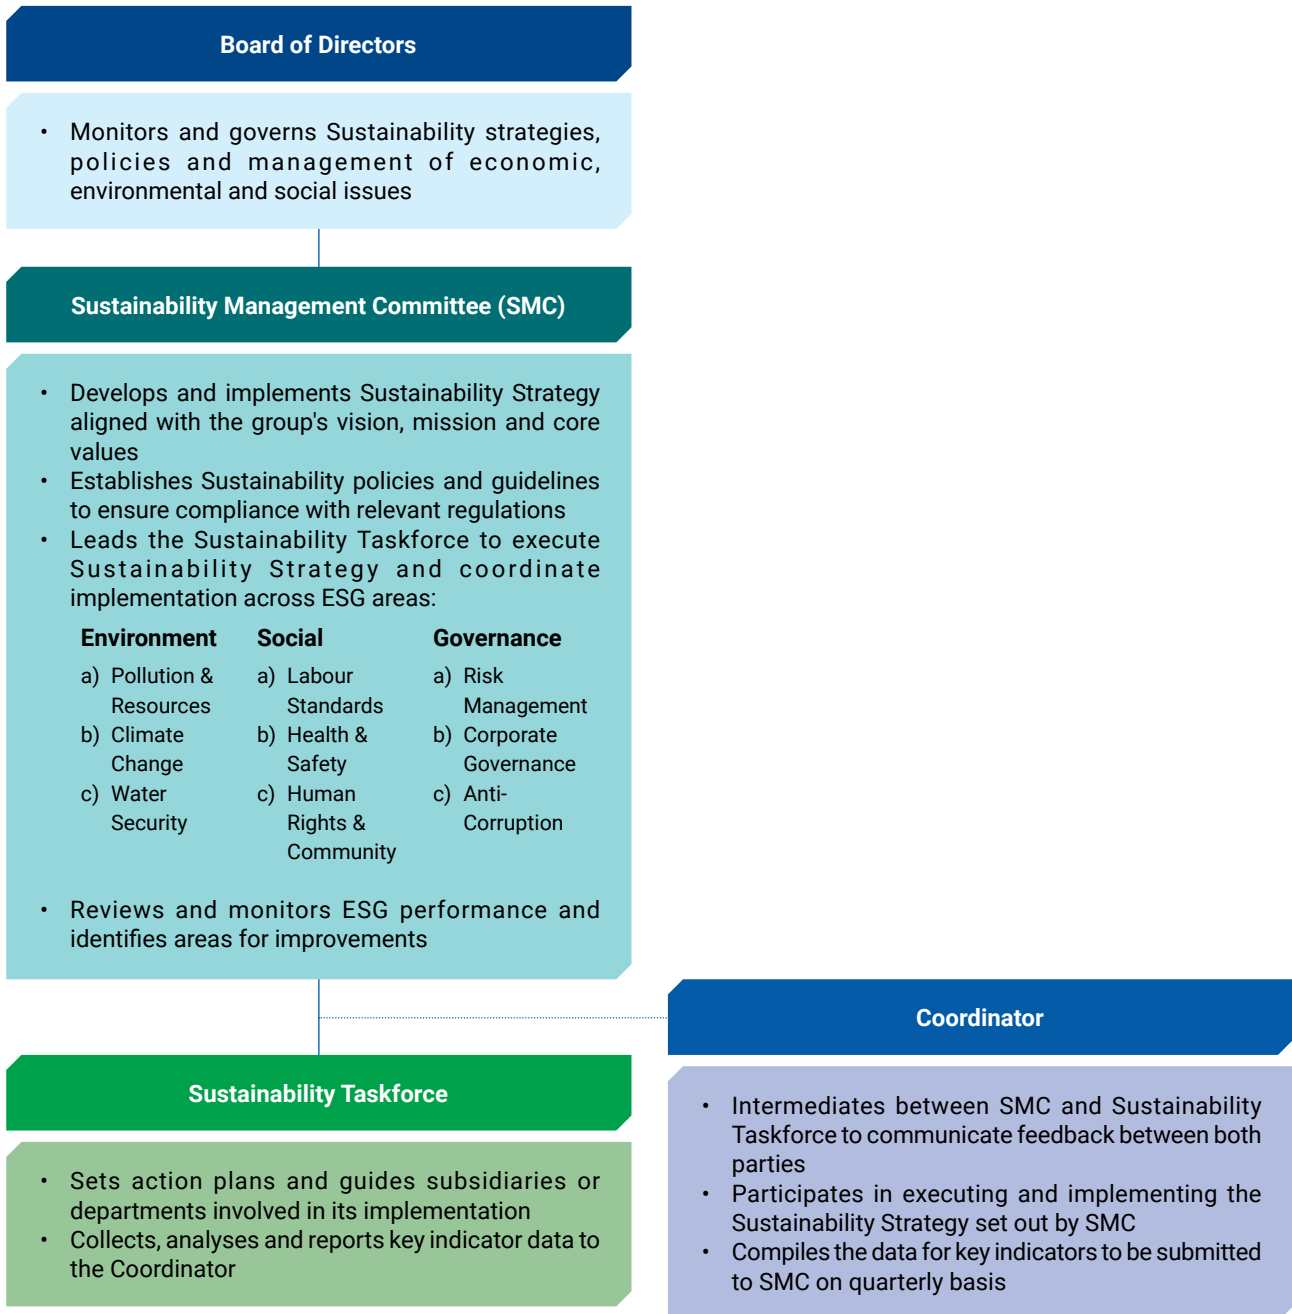 Board of Directors
• Monitors and governs Sustainability strategies,
policies and management of economic,
environmental and social issues
Sustainability Management Committee (SMC)
• Develops and implements Sustainability Strategy
aligned with the group's vision, mission and core
values
• Establishes Sustainability policies and guidelines
to ensure compliance with relevant regulations
• Leads the Sustainability Taskforce to execute
Sustainability Strategy and coordinate
implementation across ESG areas:
Environment
a) Pollution &
Resources
b) Climate
Change
c) Water
Security
Social
a) Labour
Standards
b) Health &
Safety
c) Human
Rights &
Community
Governance
a) Risk
Management
b) Corporate
Governance
c) Anti-
Corruption
• Reviews and monitors ESG performance and
identifies areas for improvements
Sustainability Taskforce
• Sets action plans and guides subsidiaries or
departments involved in its implementation
• Collects, analyses and reports key indicator data to
the Coordinator
Coordinator
• Intermediates between SMC and Sustainability
Taskforce to communicate feedback between both
parties
• Participates in executing and implementing the
Sustainability Strategy set out by SMC
• Compiles the data for key indicators to be submitted
to SMC on quarterly basis